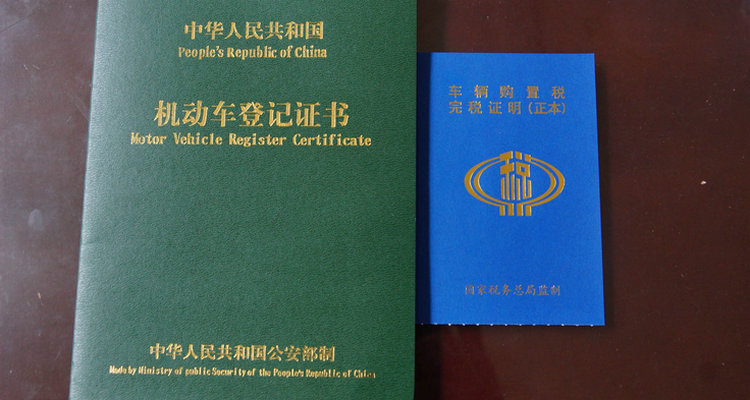 中华人民共和国
People's Republic of China
机动车登记证书
Motor Vehicle Register Certificate
中华人民共和国公安部制
Made by Ministry of public Security of the People's Republic of China
车辆购置税
完税证明(正本)
税
国家税务总局监制